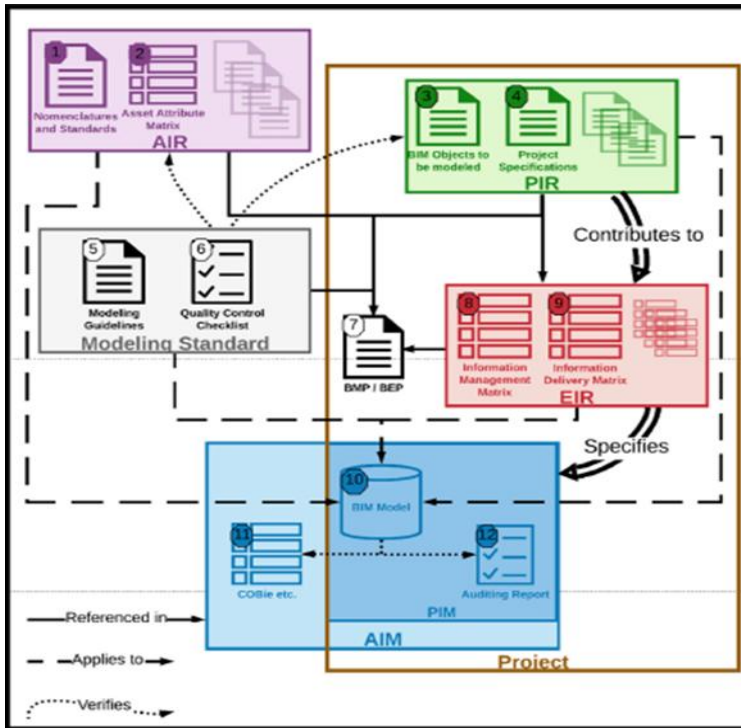 1
2
Nomenclatures
and Standards
Asset Attribute
Matrix
AIR
3
4
BIM Objects to
be modeled
Project
Specifications
PIR
Contributes to
5
6
Modeling
Guidelines
Quality Control
Checklist
Modeling Standard
7
BMP / BEP
8
9
Information
Management
Matrix
Information
Delivery Matrix
EIR
Specifies
10
BIM Model
11
COBie etc.
12
Auditing Report
PIM
AIM
Project
Referenced in
Applies to
Verifies